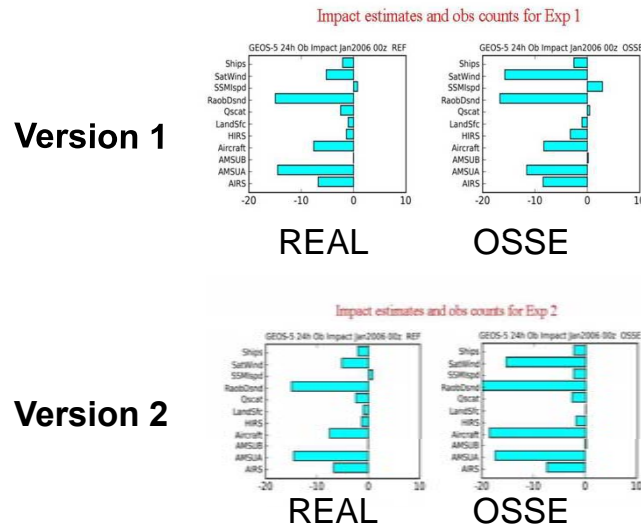 Impact estimates and obs counts for Exp 1
Version 1
GEOS-5 24h Ob Impact Jan2006 00z REF
Ships
SatWind
SSMIspd
RaobDsnd
Qscat
LandSfc
HIRS
Aircraft
AMSUB
AMSUA
AIRS
-20 -10 0 10
REAL
GEOS-5 24h Ob Impact Jan2006 00z OSSE
Ships
SatWind
SSMIspd
RaobDsnd
Qscat
LandSfc
HIRS
Aircraft
AMSUB
AMSUA
AIRS
-20 -10 0 10
OSSE
Impact estimates and obs counts for Exp 2
Version 2
GEOS-5 24h Ob Impact Jan2006 00z REF
Ships
SatWind
SSMIspd
RaobDsnd
Qscat
LandSfc
HIRS
Aircraft
AMSUB
AMSUA
AIRS
-20 -10 0 10
REAL
GEOS-5 24h Ob Impact Jan2006 00z OSSE
Ships
SatWind
SSMIspd
RaobDsnd
Qscat
LandSfc
HIRS
Aircraft
AMSUB
AMSUA
AIRS
-20 -10 0 10
OSSE